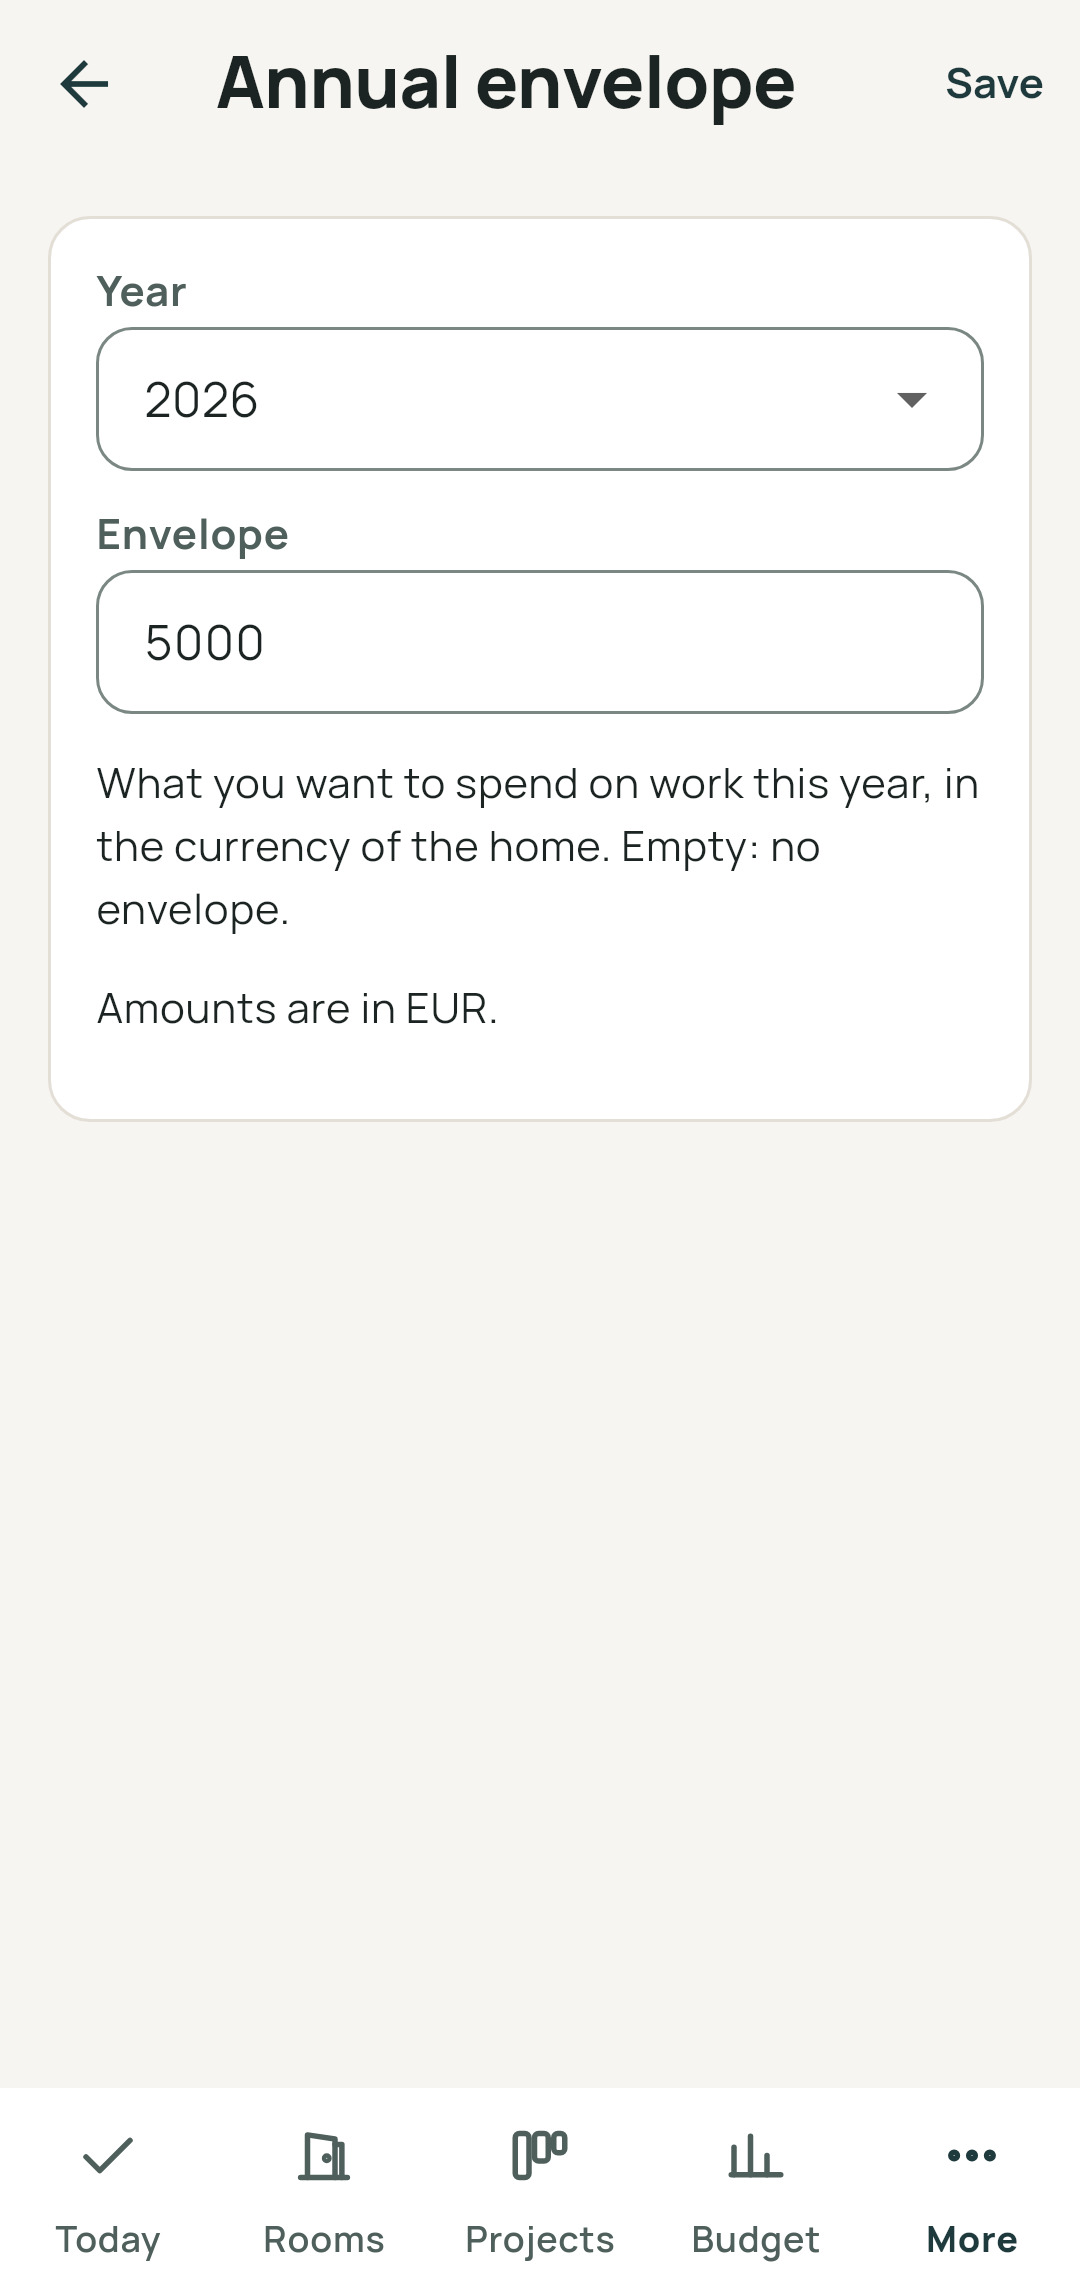 Annual envelope
Save
Year
2026
Envelope
5000
What you want to spend on work this year, in
the currency of the home. Empty: no
envelope.
Amounts are in EUR.
Today
Rooms
Projects
Budget
More